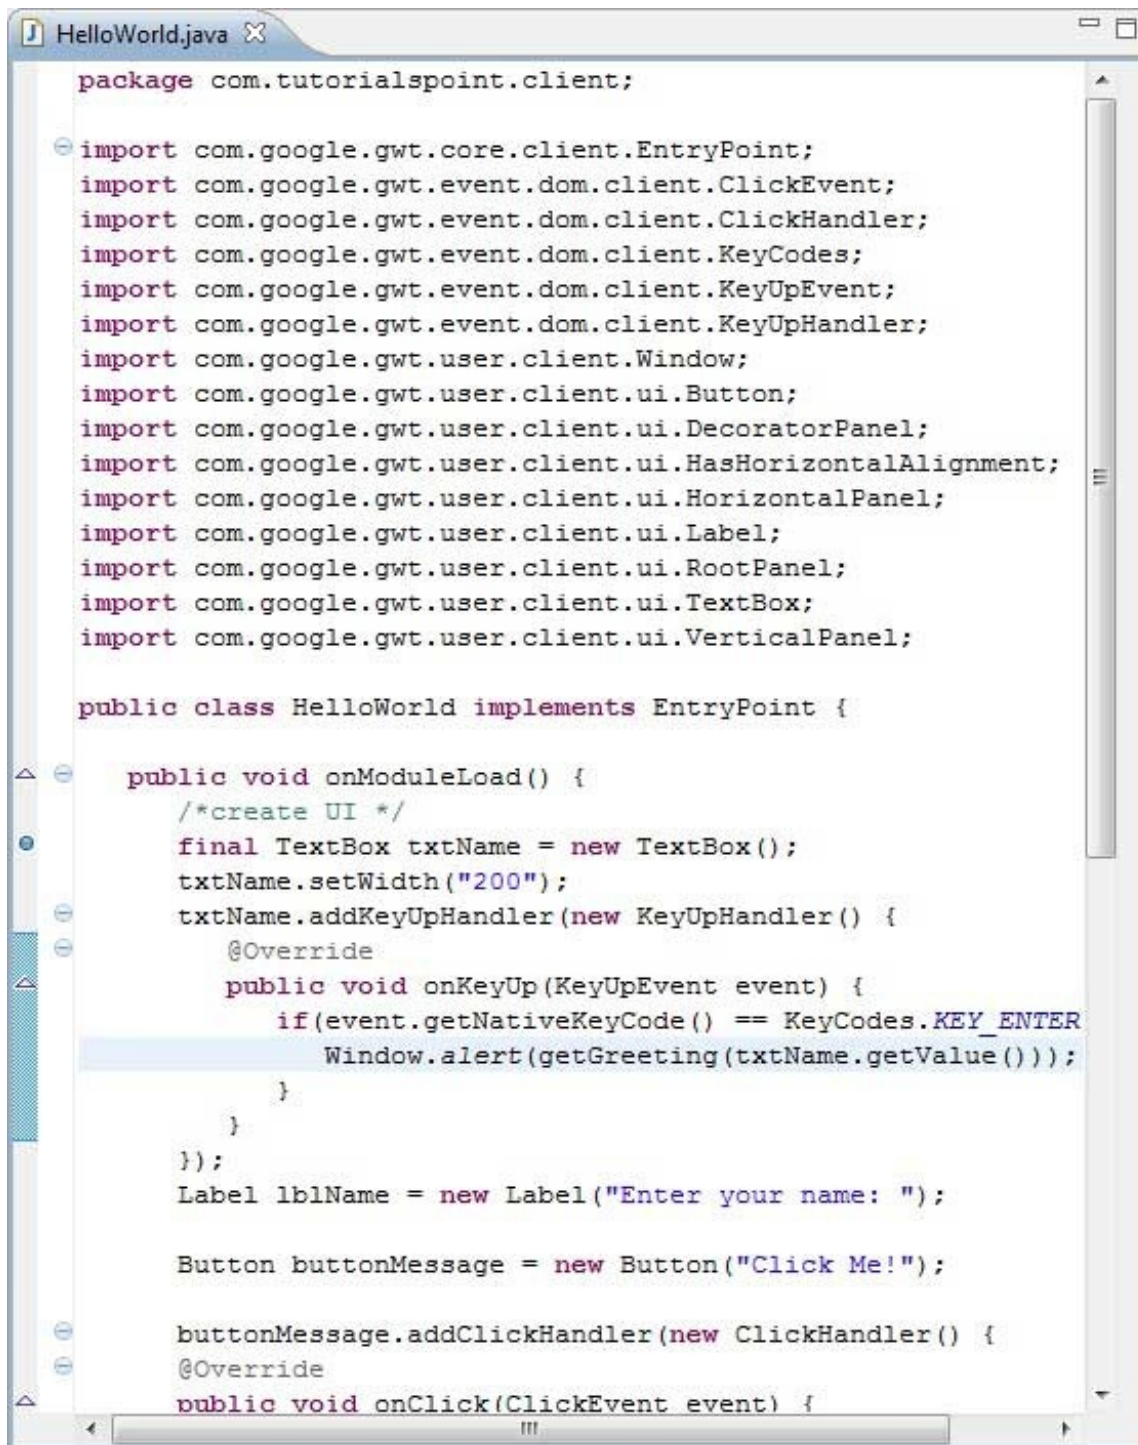 HelloWorld.java
package com.tutorialspoint.client;
import com.google.gwt.core.client.EntryPoint;
import com.google.gwt.event.dom.client.ClickEvent;
import com.google.gwt.event.dom.client.ClickHandler;
import com.google.gwt.event.dom.client.KeyCodes;
import com.google.gwt.event.dom.client.KeyUpEvent;
import com.google.gwt.event.dom.client.KeyUpHandler;
import com.google.gwt.user.client.Window;
import com.google.gwt.user.client.ui.Button;
import com.google.gwt.user.client.ui.DecoratorPanel;
import com.google.gwt.user.client.ui.HasHorizontalAlignment;
import com.google.gwt.user.client.ui.HorizontalPanel;
import com.google.gwt.user.client.ui.Label;
import com.google.gwt.user.client.ui.RootPanel;
import com.google.gwt.user.client.ui.TextBox;
import com.google.gwt.user.client.ui.VerticalPanel;
public class HelloWorld implements EntryPoint {
public void onModuleLoad() {
/*create UI */
final TextBox txtName = new TextBox();
txtName.setWidth("200");
txtName.addKeyUpHandler(new KeyUpHandler() {
@Override
public void onKeyUp(KeyUpEvent event) {
if(event.getNativeKeyCode() == KeyCodes.KEY_ENTER
Window.alert(getGreeting(txtName.getValue()));
}
}
});
Label lblName = new Label("Enter your name: ");
Button buttonMessage = new Button("Click Me!");
buttonMessage.addClickHandler(new ClickHandler() {
@Override
public void onClick(ClickEvent event) {